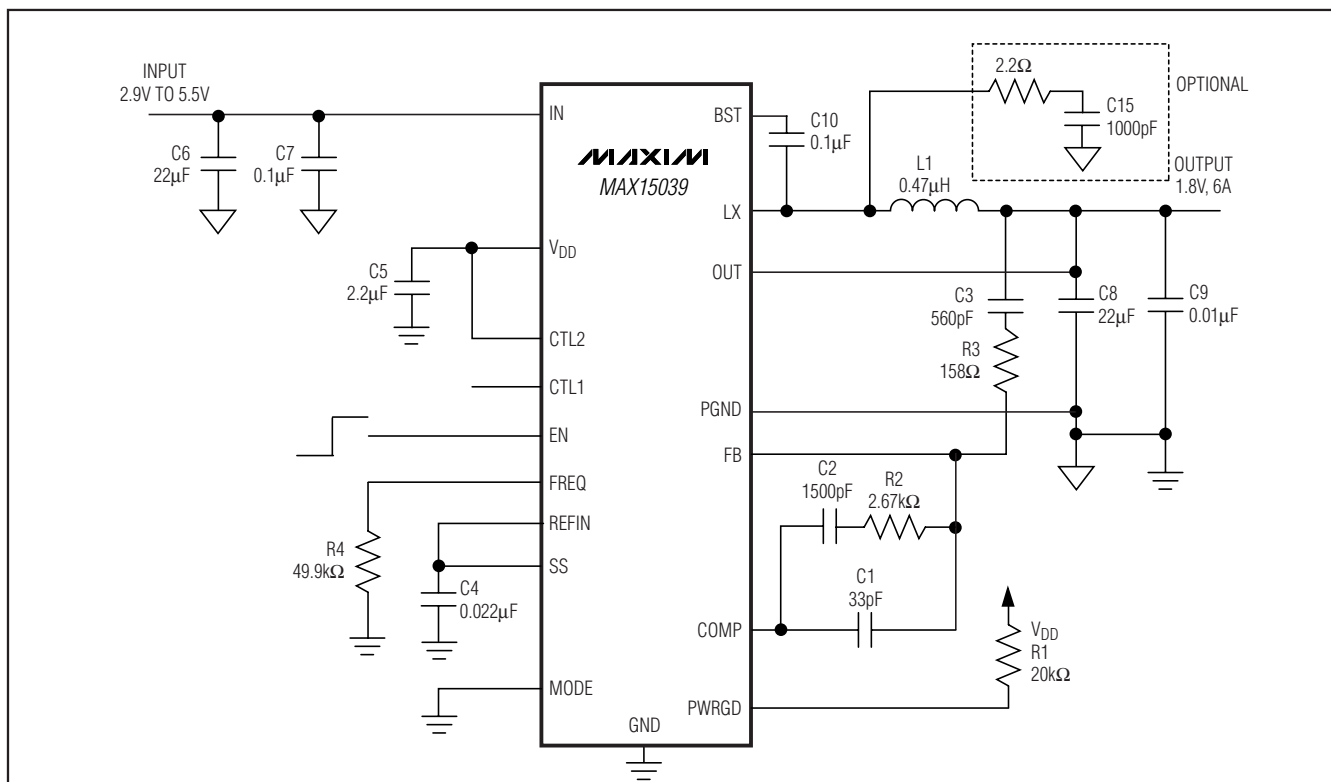 INPUT
2.9V TO 5.5V
C6
22µF
C7
0.1µF
IN
MAXIM
MAX15039
BST
C10
0.1µF
2.2Ω
C15
1000pF
OPTIONAL
OUTPUT
1.8V, 6A
L1
0.47µH
LX
VDD
C5
2.2µF
OUT
C3
560pF
C8
22µF
C9
0.01µF
CTL2
R3
158Ω
CTL1
PGND
EN
FB
FREQ
C2
1500pF
R2
2.67kΩ
REFIN
R4
49.9kΩ
SS
C4
0.022µF
C1
33pF
COMP
VDD
R1
20kΩ
MODE
PWRGD
GND